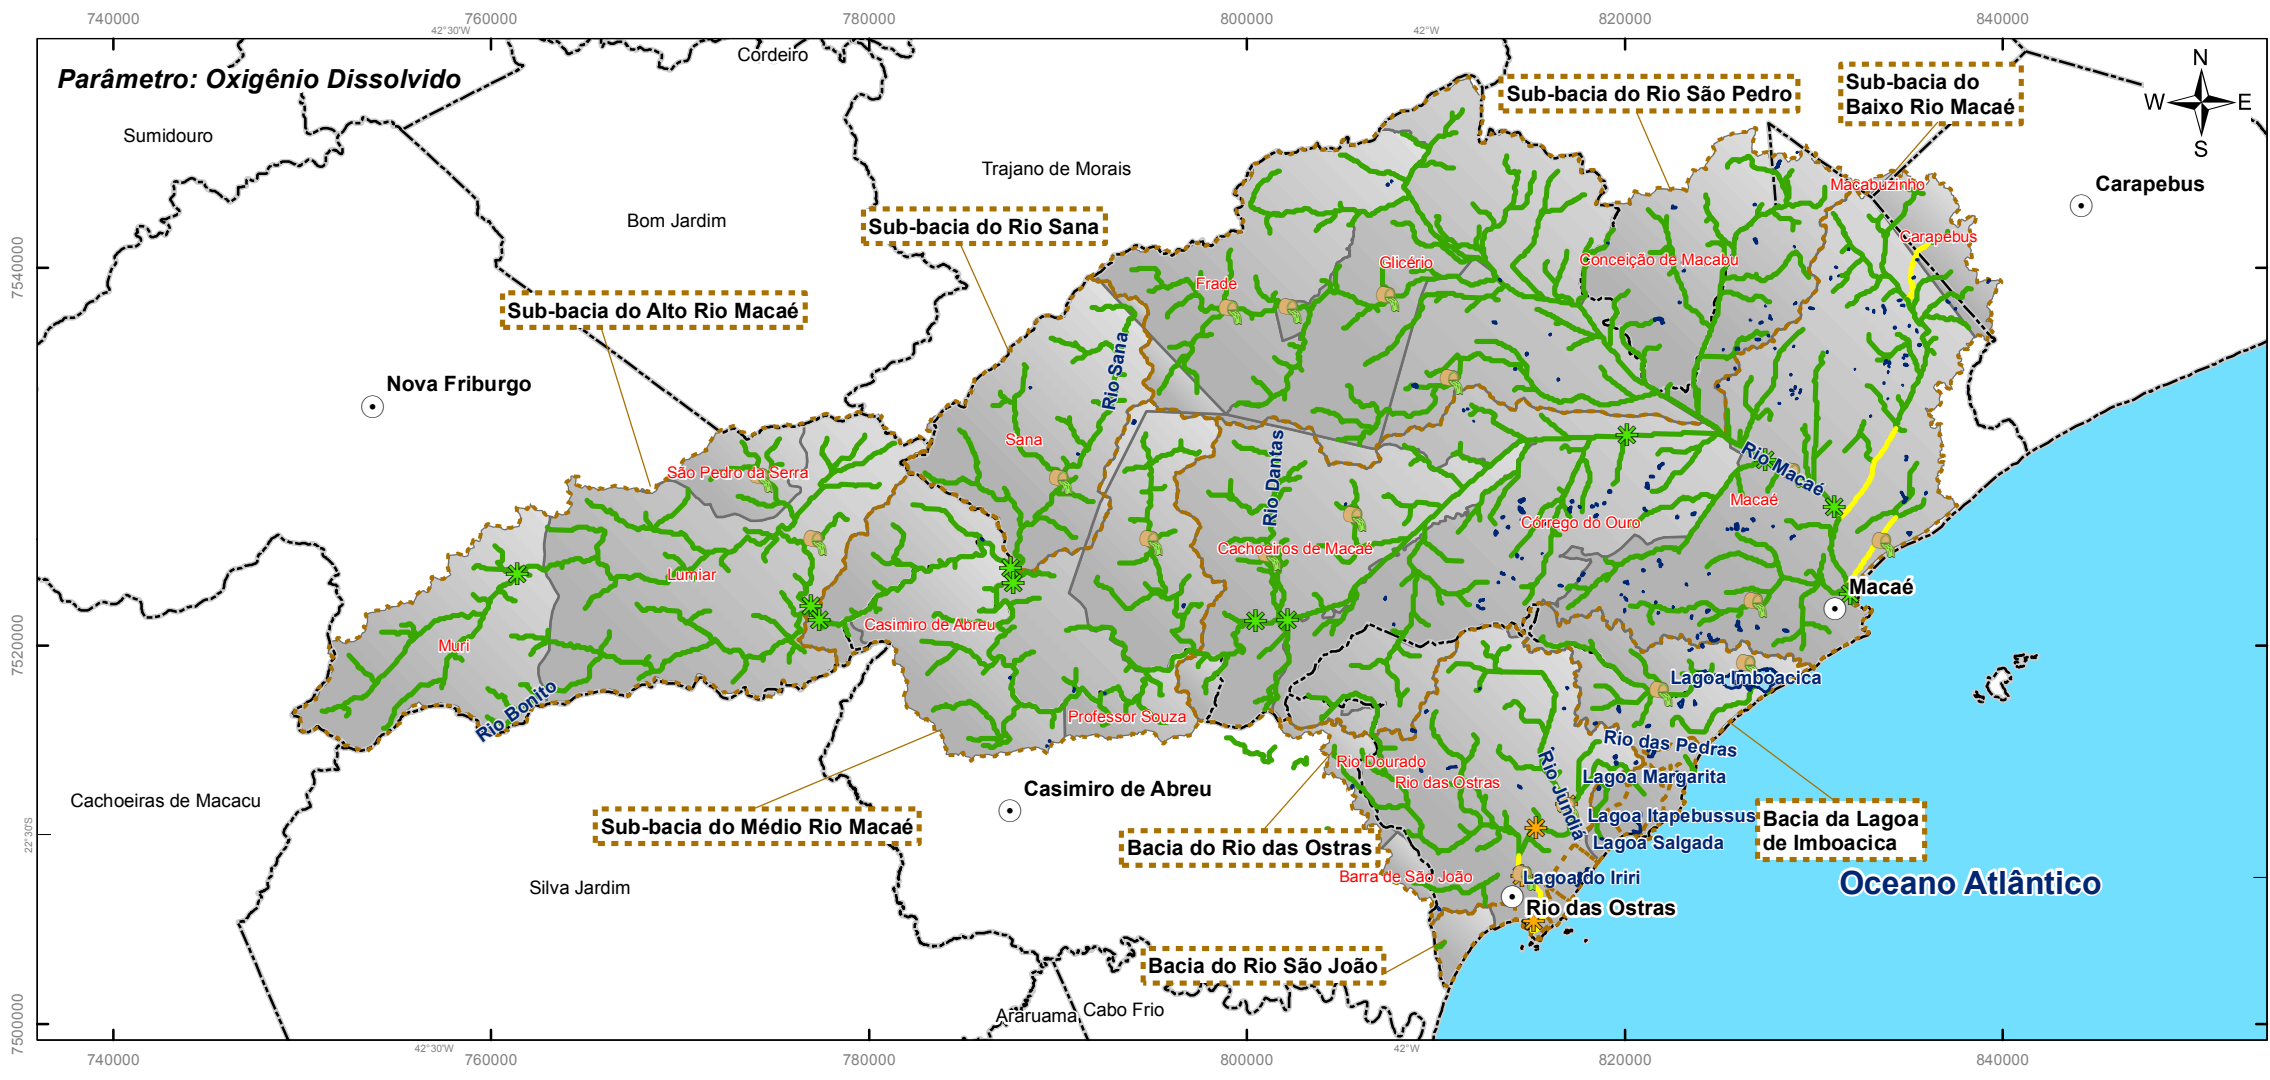 740000
760000
780000
800000
820000
840000
42°30'W
42°W
Parâmetro: Oxigênio Dissolvido
Cordeiro
Sumidouro
Trajano de Morais
Bom Jardim
Sub-bacia do Rio São Pedro
Sub-bacia do
Baixo Rio Macaé
N
W
E
S
Carapebus
Macabuzinho
Sub-bacia do Rio Sana
Carapebus
Conceição de Macabu
Glicério
Frade
7540000
Sub-bacia do Alto Rio Macaé
Nova Friburgo
Rio Sana
Sana
São Pedro da Serra
Rio Dantas
Rio Macaé
Macaé
Córrego do Ouro
Cachoeiros de Macaé
Lumiar
Macaé
Casimiro de Abreu
Muri
7520000
Rio Bonito
Professor Souza
Lagoa Imboacica
Rio das Pedras
Rio Dourado
Rio das Ostras
Rio Jundiá
Lagoa Margarita
Cachoeiras de Macacu
Casimiro de Abreu
Lagoa Itapebussus
Sub-bacia do Médio Rio Macaé
Bacia da Lagoa
de Imboacica
22°30'S
Bacia do Rio das Ostras
Lagoa Salgada
Barra de São João
Lagoa do Iriri
Silva Jardim
Oceano Atlântico
Rio das Ostras
Bacia do Rio São João
Araruama
Cabo Frio
7500000
740000
760000
780000
800000
820000
840000
42°30'W
42°W